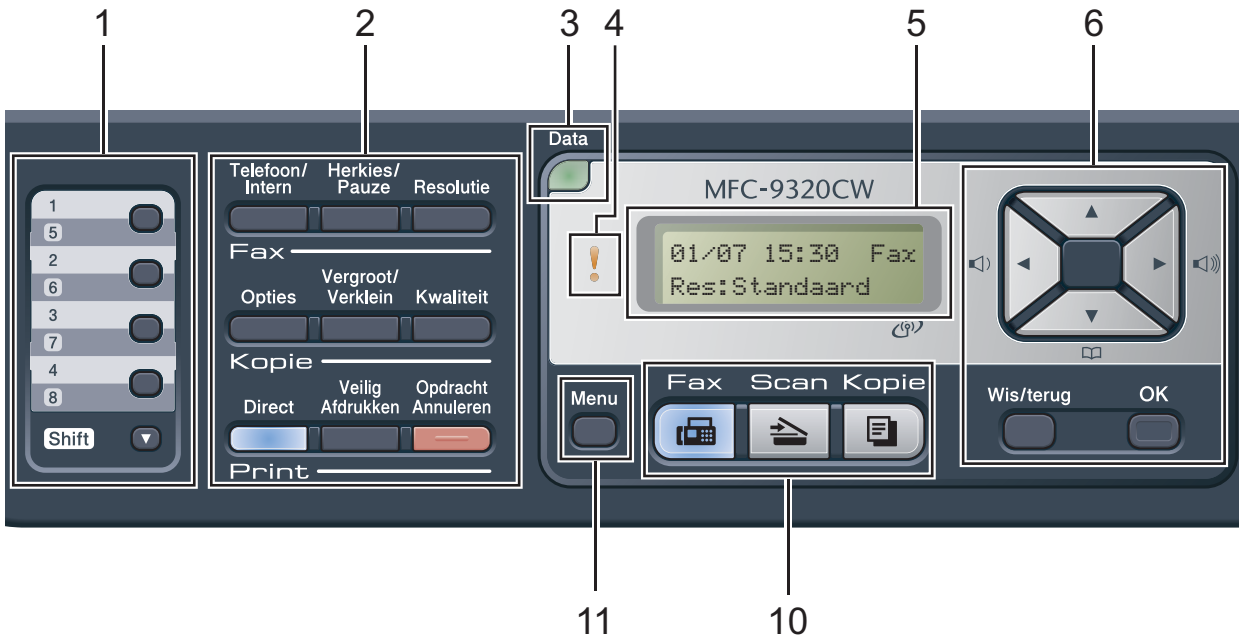 1 2 3 4 5 6
Data
1
5
2
6
3
7
4
8
Shift
Telefoon/
Intern
Herkies/
Pauze
Resolutie
Fax
Opties
Vergroot/
Verklein
Kwaliteit
Kopie
Direct
Veilig
Afdrukken
Opdracht
Annuleren
Print
MFC-9320CW
!
01/07 15:30 Fax
Res:Standaard
Menu
Fax Scan Kopie
Wis/terug OK
11 10